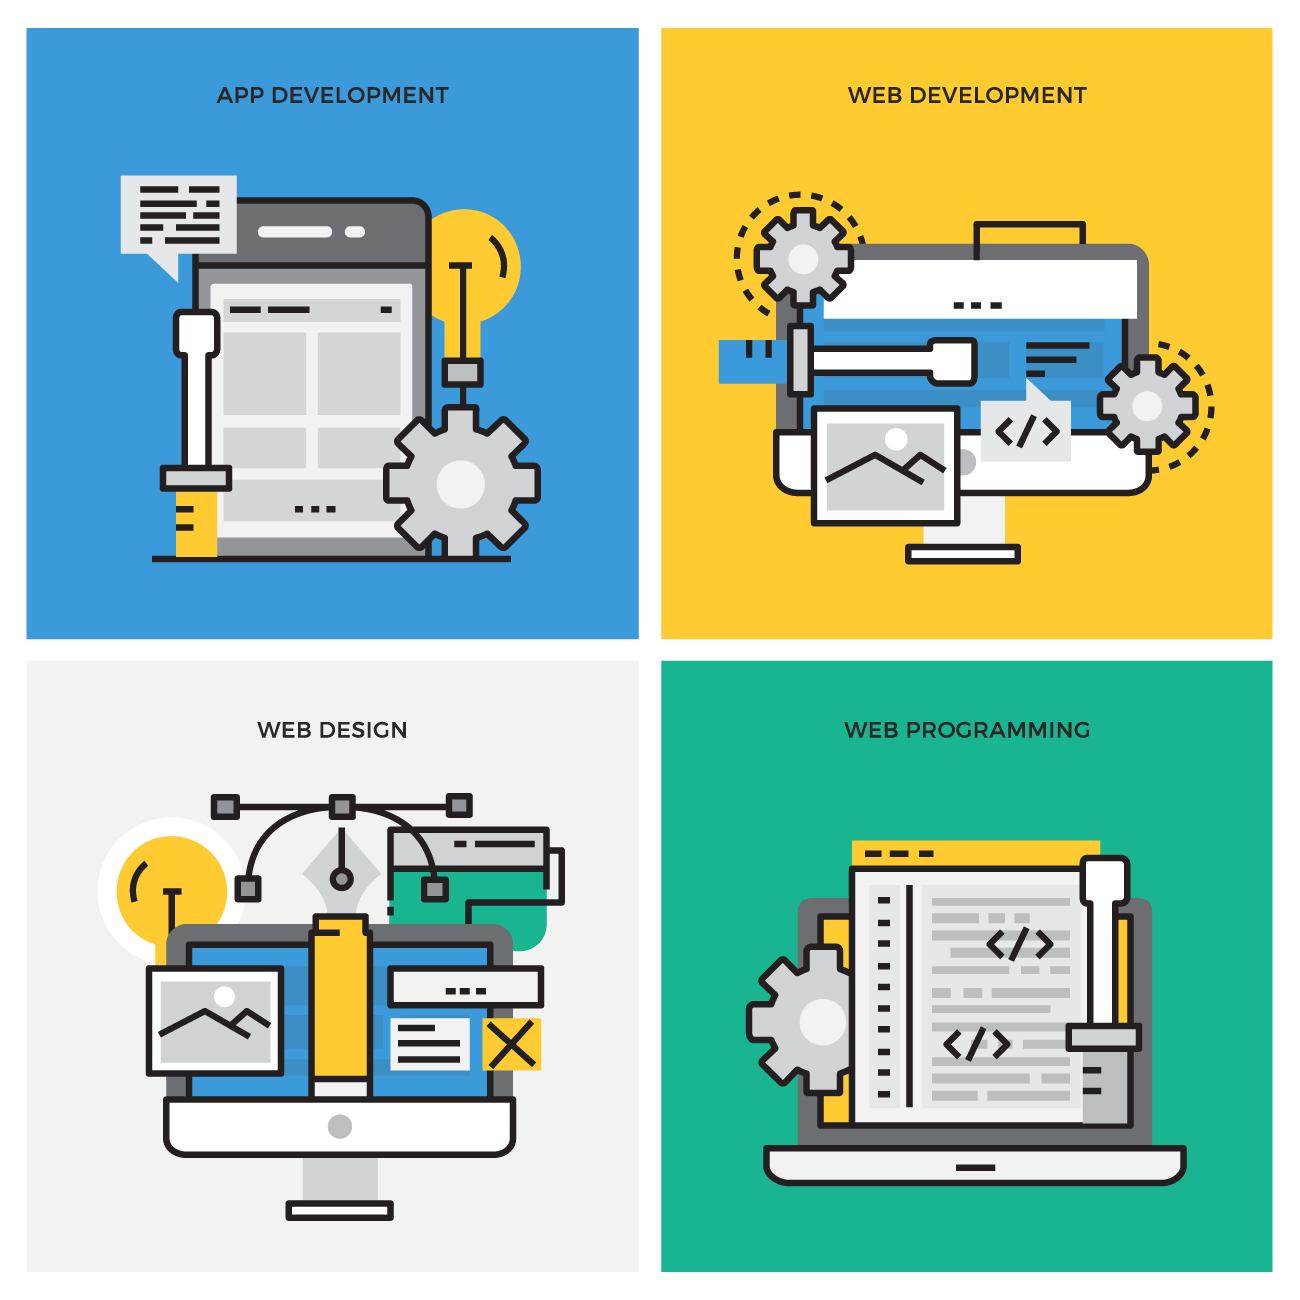 APP DEVELOPMENT
WEB DEVELOPMENT
</>
WEB DESIGN
WEB PROGRAMMING
</>
</>